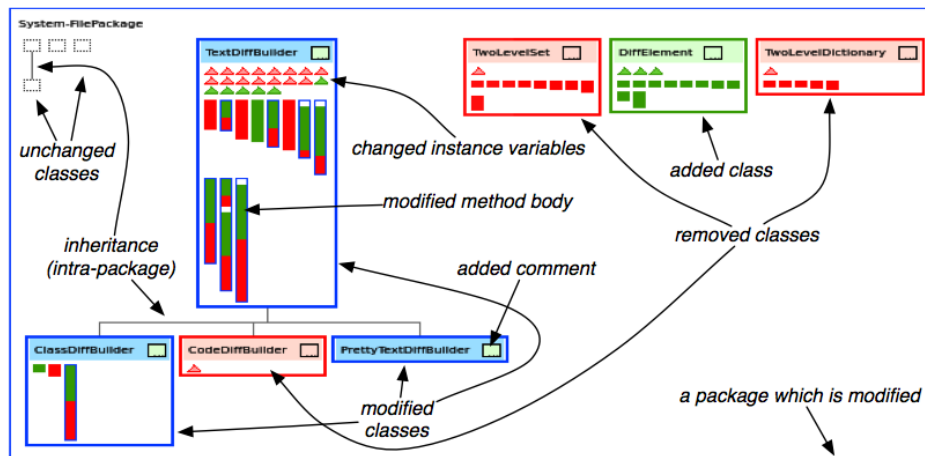 System-FilePackage
TextDiffBuilder
TwoLevelSet
DiffElement
TwoLevelDictionary
unchanged
classes
changed instance variables
added class
modified method body
removed classes
inheritance
(intra-package)
added comment
ClassDiffBuilder
CodeDiffBuilder
PrettyTextDiffBuilder
modified
classes
a package which is modified